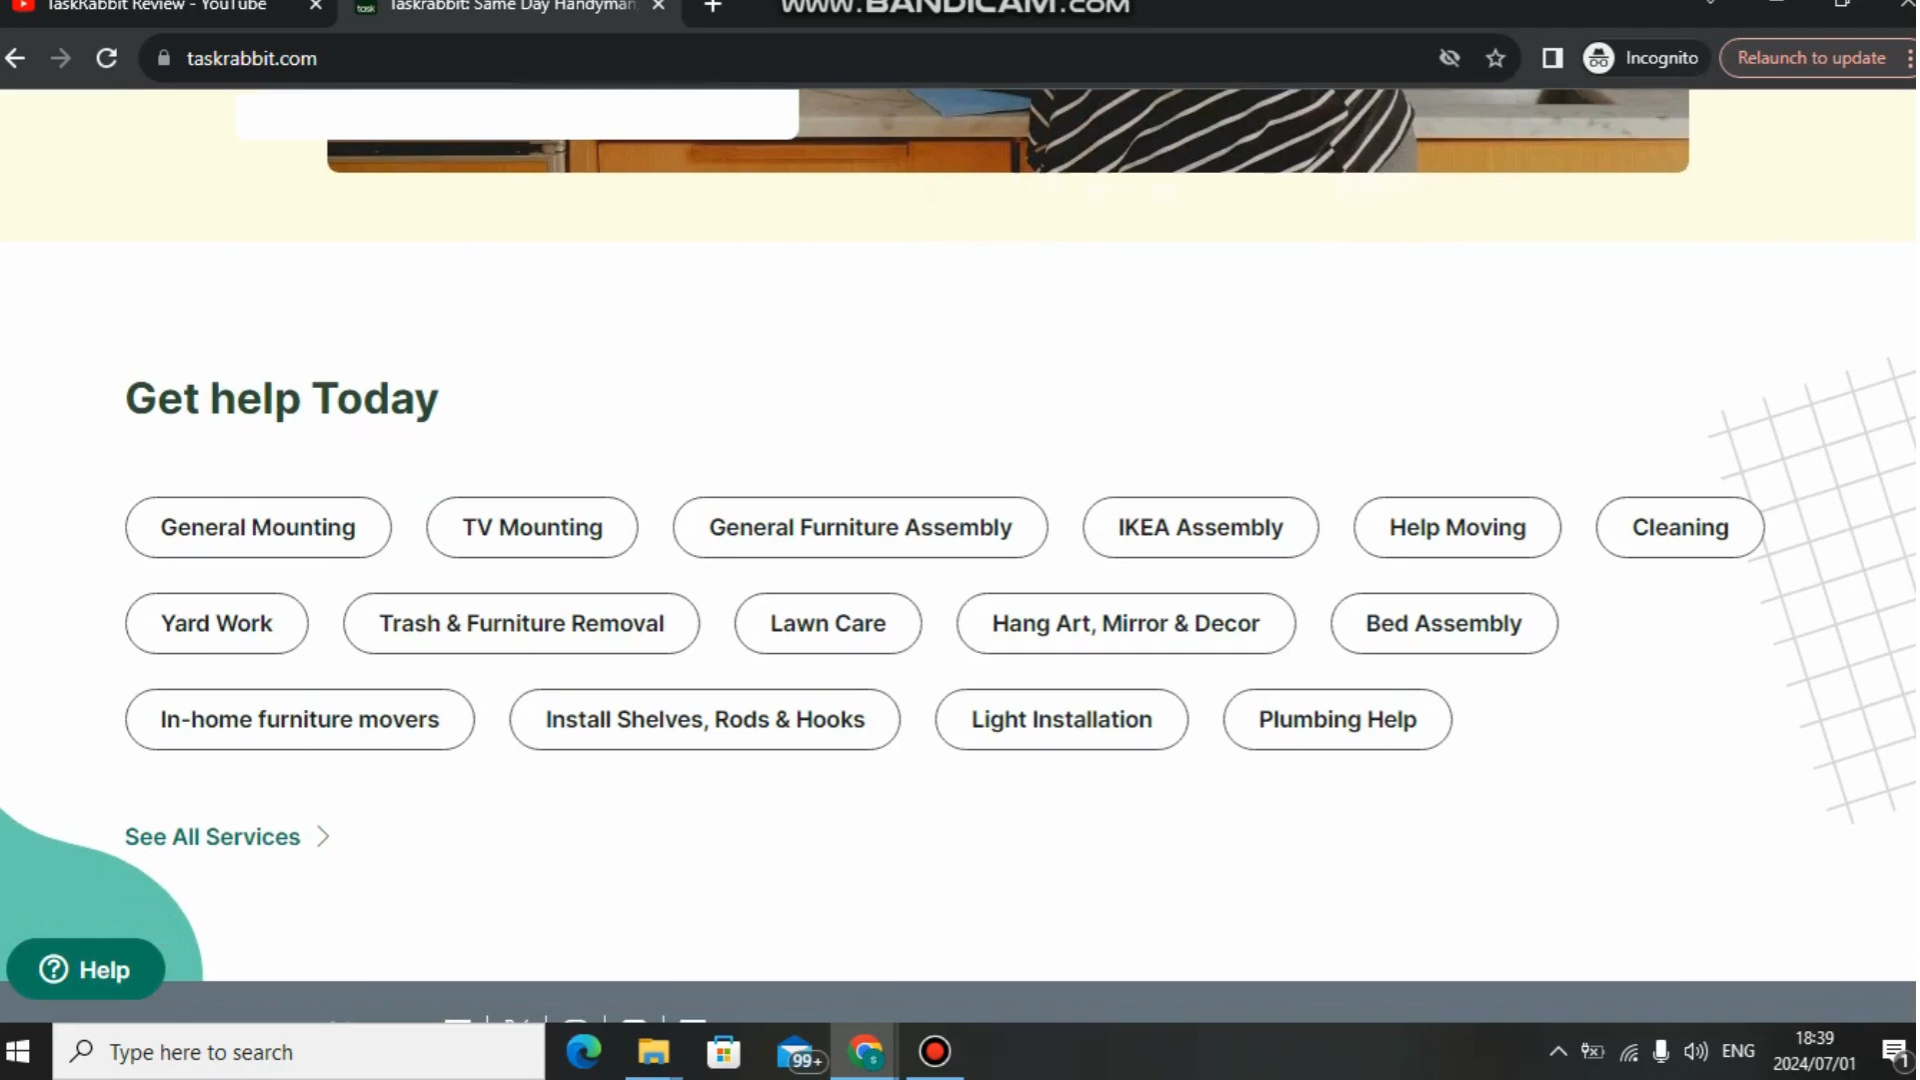 TaskRabbit Review - YouTube
Taskrabbit: Same Day Handyman,
WWW.BANDICAM.COM
taskrabbit.com
Incognito
Relaunch to update
Get help Today
General Mounting
TV Mounting
General Furniture Assembly
IKEA Assembly
Help Moving
Cleaning
Yard Work
Trash & Furniture Removal
Lawn Care
Hang Art, Mirror & Decor
Bed Assembly
In-home furniture movers
Install Shelves, Rods & Hooks
Light Installation
Plumbing Help
See All Services
Help
Type here to search
99+
ENG
18:39
2024/07/01
1